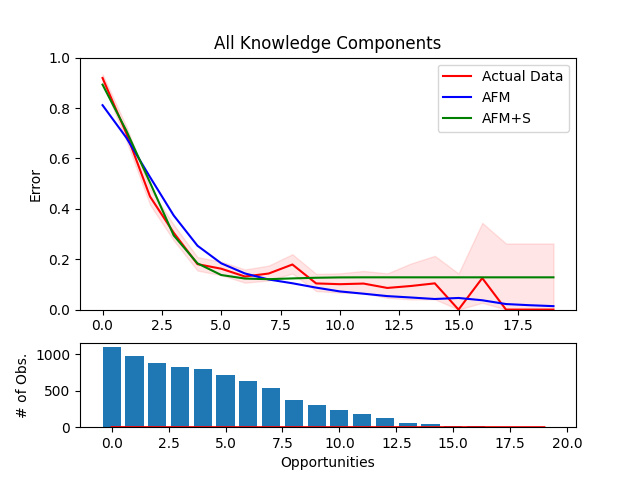 All Knowledge Components
Error
1.0
0.8
0.6
0.4
0.2
0.0
Actual Data
AFM
AFM+S
0.0 2.5 5.0 7.5 10.0 12.5 15.0 17.5
# of Obs.
1000
500
0
0.0 2.5 5.0 7.5 10.0 12.5 15.0 17.5 20.0
Opportunities